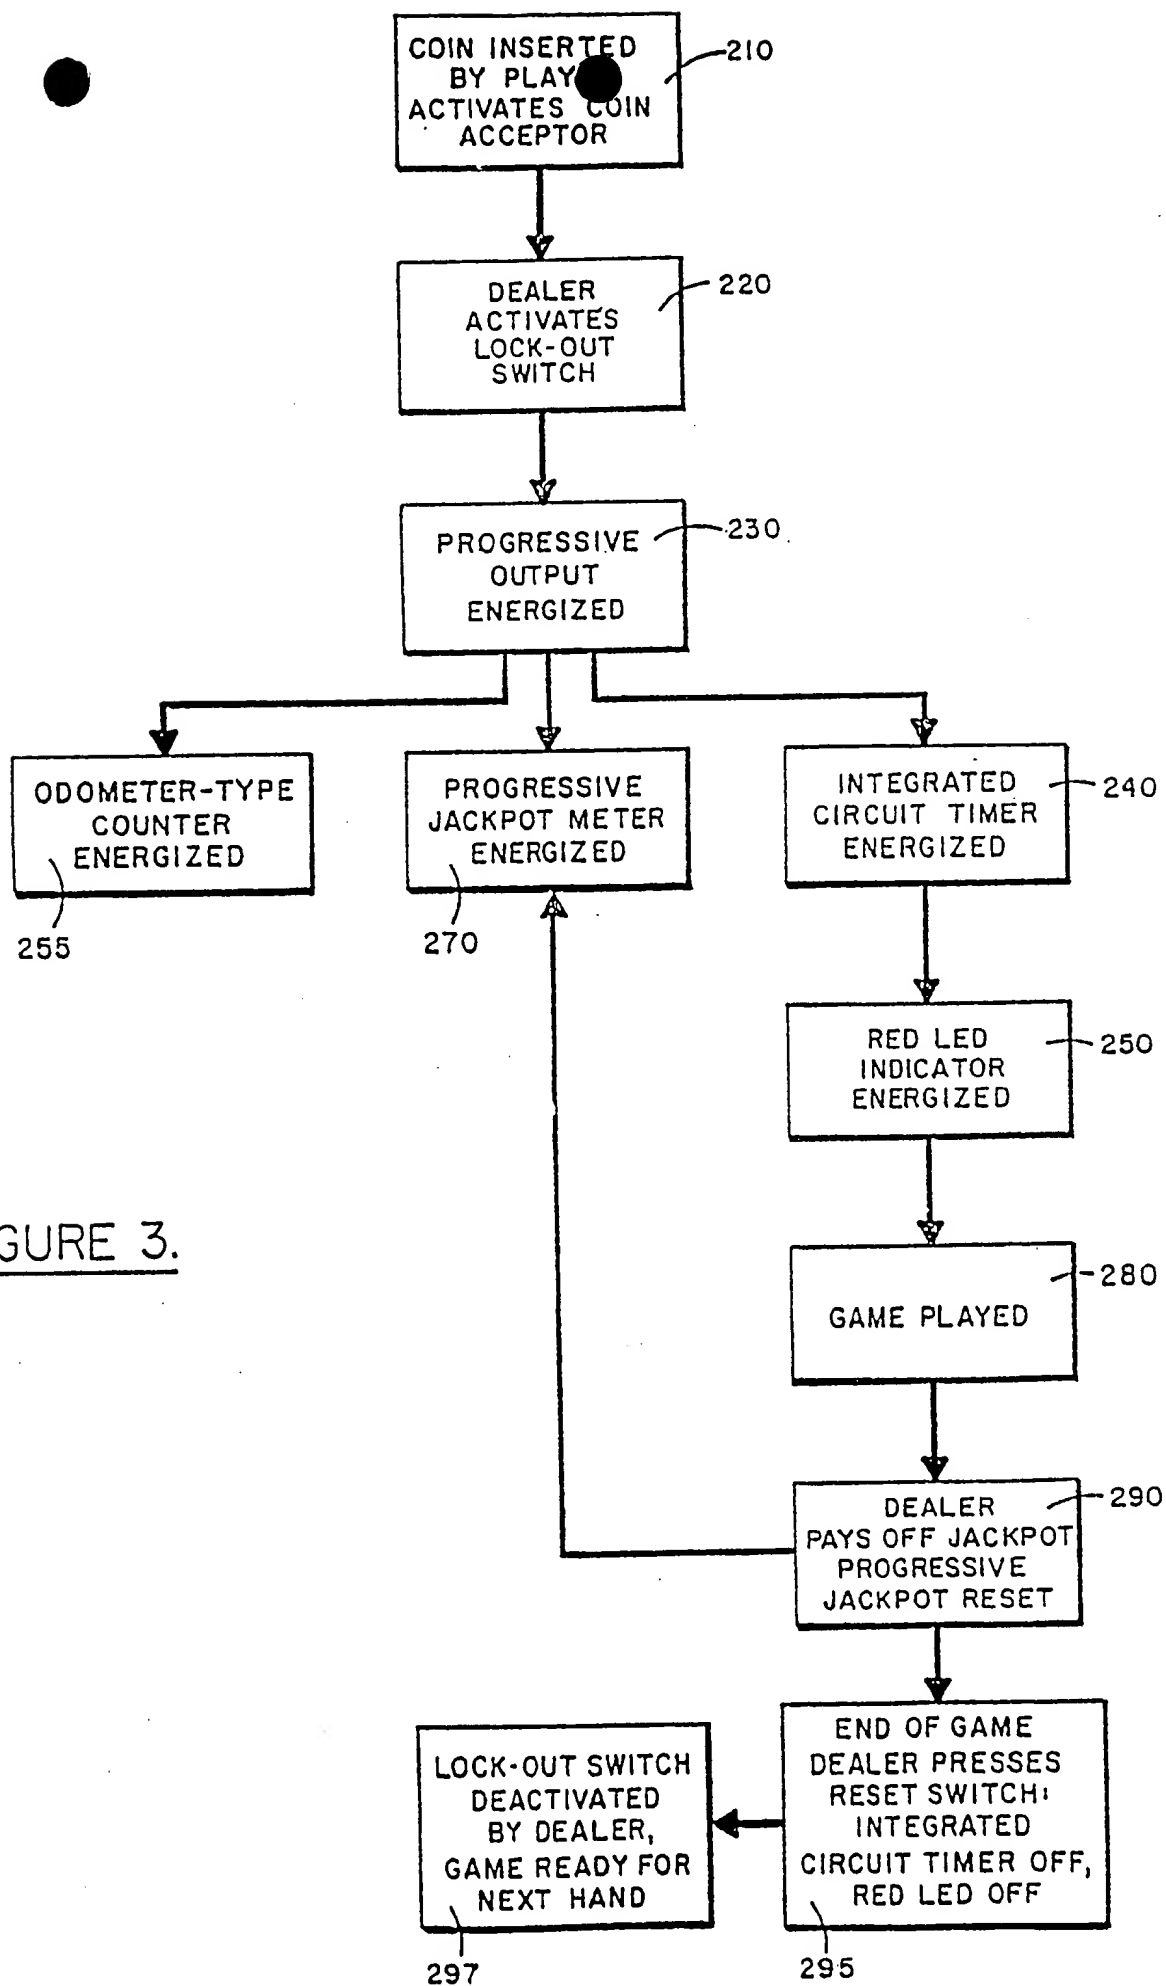 COIN INSERTED
BY PLAY
ACTIVATES COIN
ACCEPTOR
210
DEALER
ACTIVATES
LOCK-OUT
SWITCH
220
PROGRESSIVE
OUTPUT
ENERGIZED
230
ODOMETER-TYPE
COUNTER
ENERGIZED
255
PROGRESSIVE
JACKPOT METER
ENERGIZED
270
INTEGRATED
CIRCUIT TIMER
ENERGIZED
240
RED LED
INDICATOR
ENERGIZED
250
GURE 3.
GAME PLAYED
280
DEALER
PAYS OFF JACKPOT
PROGRESSIVE
JACKPOT RESET
290
END OF GAME
DEALER PRESSES
RESET SWITCH:
INTEGRATED
CIRCUIT TIMER OFF,
RED LED OFF
295
LOCK-OUT SWITCH
DEACTIVATED
BY DEALER,
GAME READY FOR
NEXT HAND
297